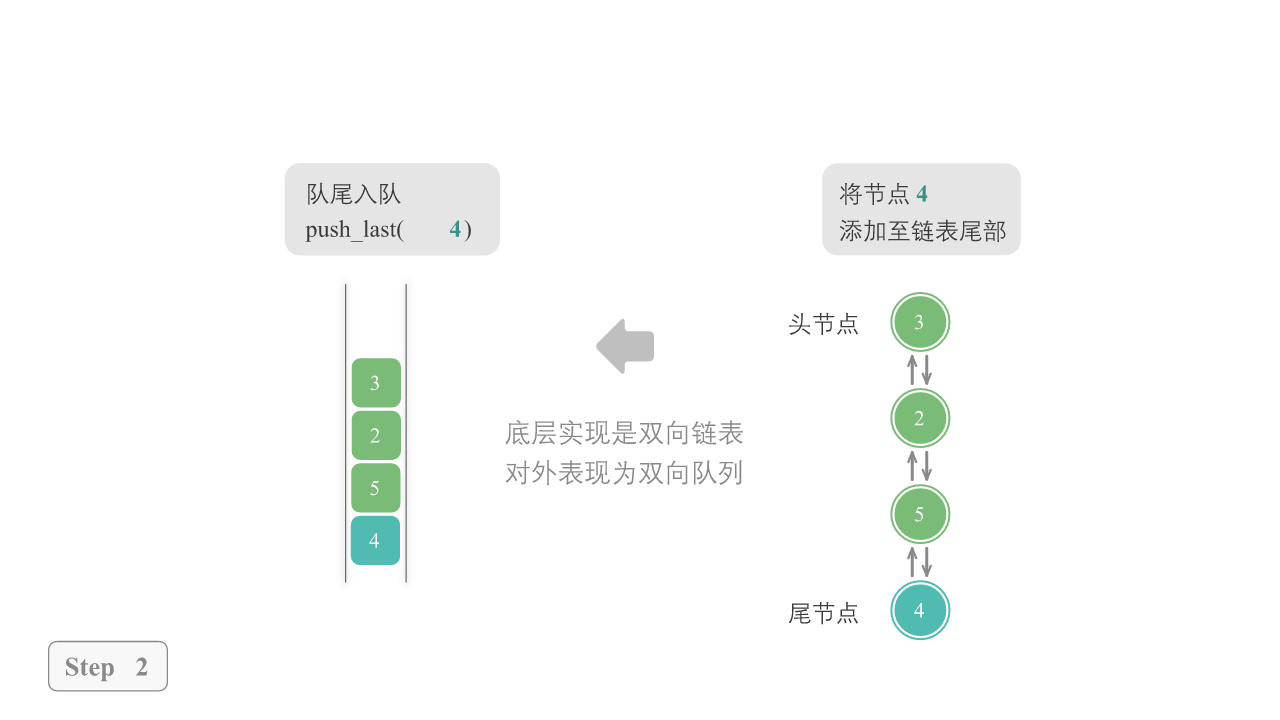 队尾入队
push_last( 4 )
将节点 4
添加至链表尾部
3
2
5
4
底层实现是双向链表
对外表现为双向队列
头节点
3
2
5
尾节点
4
Step 2